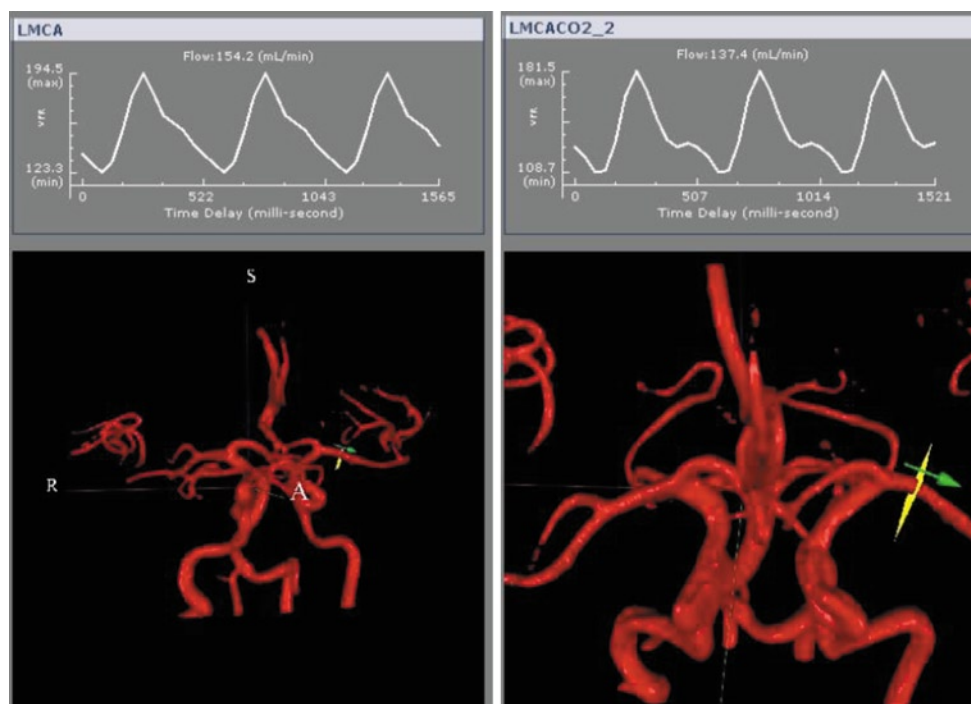 LMCA
Flow:154.2 (mL/min)
194.5
(max)
123.3
(min)
0 522 1043 1565
Time Delay (milli-second)
S
R
A
LMCACO2_2
Flow:137.4 (mL/min)
181.5
(max)
108.7
(min)
0 507 1014 1521
Time Delay (milli-second)